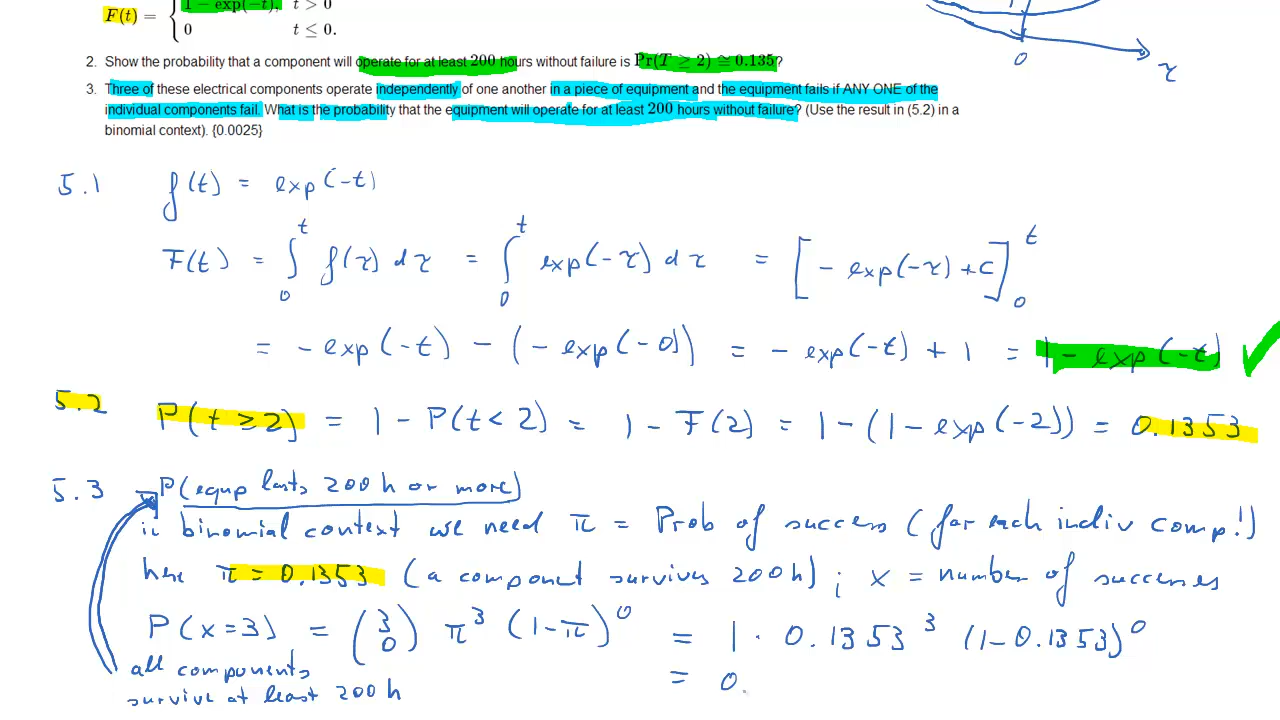 F(t) = { 1 − exp(−t), t > 0
0 t ≤ 0.
2. Show the probability that a component will operate for at least 200 hours without failure is Pr(T ≥ 2) ≅ 0.135?
3. Three of these electrical components operate independently of one another in a piece of equipment and the equipment fails if ANY ONE of the
individual components fail. What is the probability that the equipment will operate for at least 200 hours without failure? (Use the result in (5.2) in a
binomial context). {0.0025}
0 τ
5.1 f(t) = exp(-t)
F(t) = ∫₀ᵗ f(τ) dτ = ∫₀ᵗ exp(-τ) dτ = [- exp(-τ) + c]₀ᵗ
= - exp(-t) - (- exp(-0)) = - exp(-t) + 1 = 1 - exp(-t) ✓
5.2 P(t ≥ 2) = 1 - P(t < 2) = 1 - F(2) = 1 - (1 - exp(-2)) = 0.1353
5.3 P(equp lasts 200 h or more)
in binomial context we need π = Prob of success (for each indiv comp!)
here π = 0.1353 (a component survives 200 h) ; x = number of successes
P(x=3) = (3 0) π³ (1-π)⁰ = 1 · 0.1353³ (1-0.1353)⁰
all components = 0.
survive at least 200 h